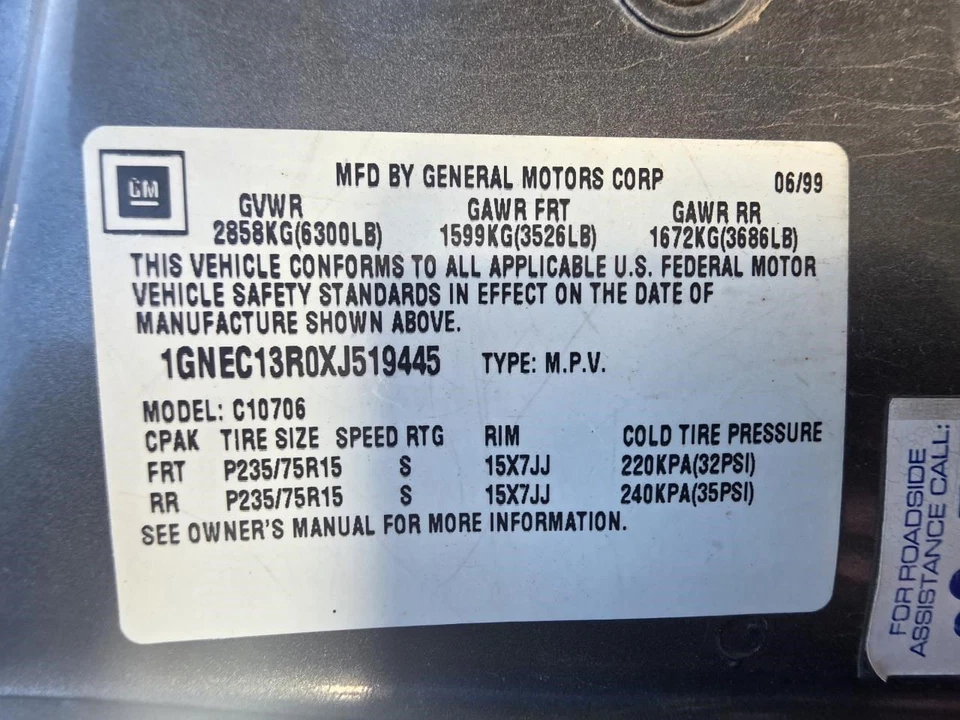 GM
MFD BY GENERAL MOTORS CORP 06/99
GVWR GAWR FRT GAWR RR
2858KG(6300LB) 1599KG(3526LB) 1672KG(3686LB)
THIS VEHICLE CONFORMS TO ALL APPLICABLE U.S. FEDERAL MOTOR
VEHICLE SAFETY STANDARDS IN EFFECT ON THE DATE OF
MANUFACTURE SHOWN ABOVE.
1GNEC13R0XJ519445 TYPE: M.P.V.
MODEL: C10706
CPAK TIRE SIZE SPEED RTG RIM COLD TIRE PRESSURE
FRT P235/75R15 S 15X7JJ 220KPA(32PSI)
RR P235/75R15 S 15X7JJ 240KPA(35PSI)
SEE OWNER'S MANUAL FOR MORE INFORMATION.
FOR ROADSIDE
ASSISTANCE CALL: